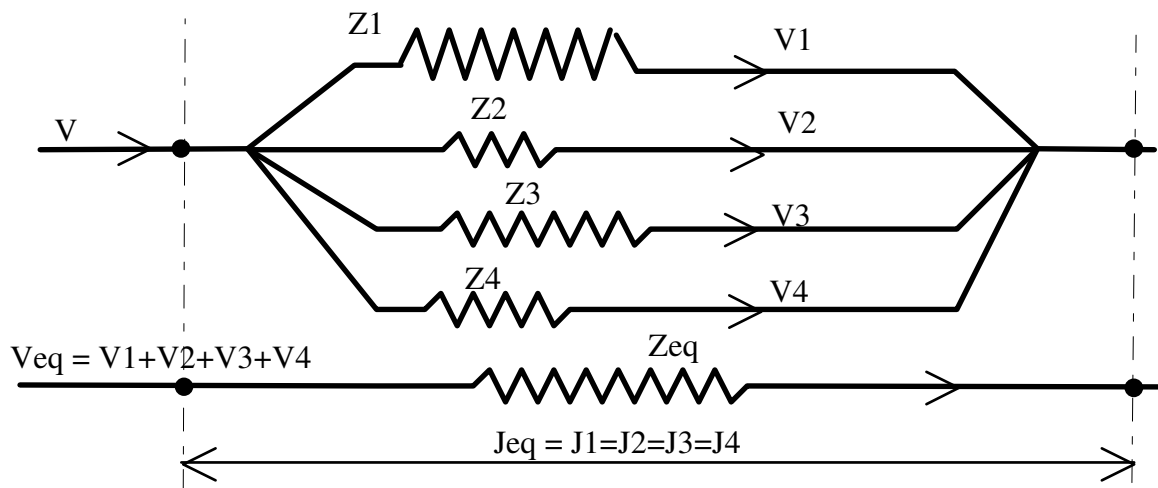 Z1
V1
V
Z2
V2
Z3
V3
Z4
V4
Veq = V1+V2+V3+V4
Zeq
Jeq = J1=J2=J3=J4